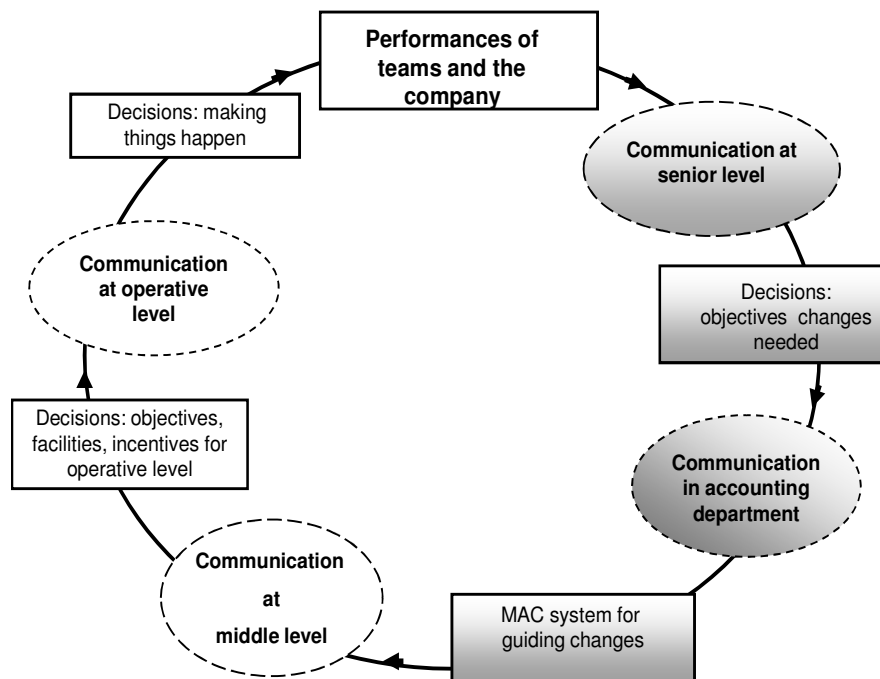 Performances of
teams and the
company
Communication at
senior level
Decisions:
objectives changes
needed
Communication
in accounting
department
MAC system for
guiding changes
Communication
at
middle level
Decisions: objectives,
facilities, incentives for
operative level
Communication
at operative
level
Decisions: making
things happen